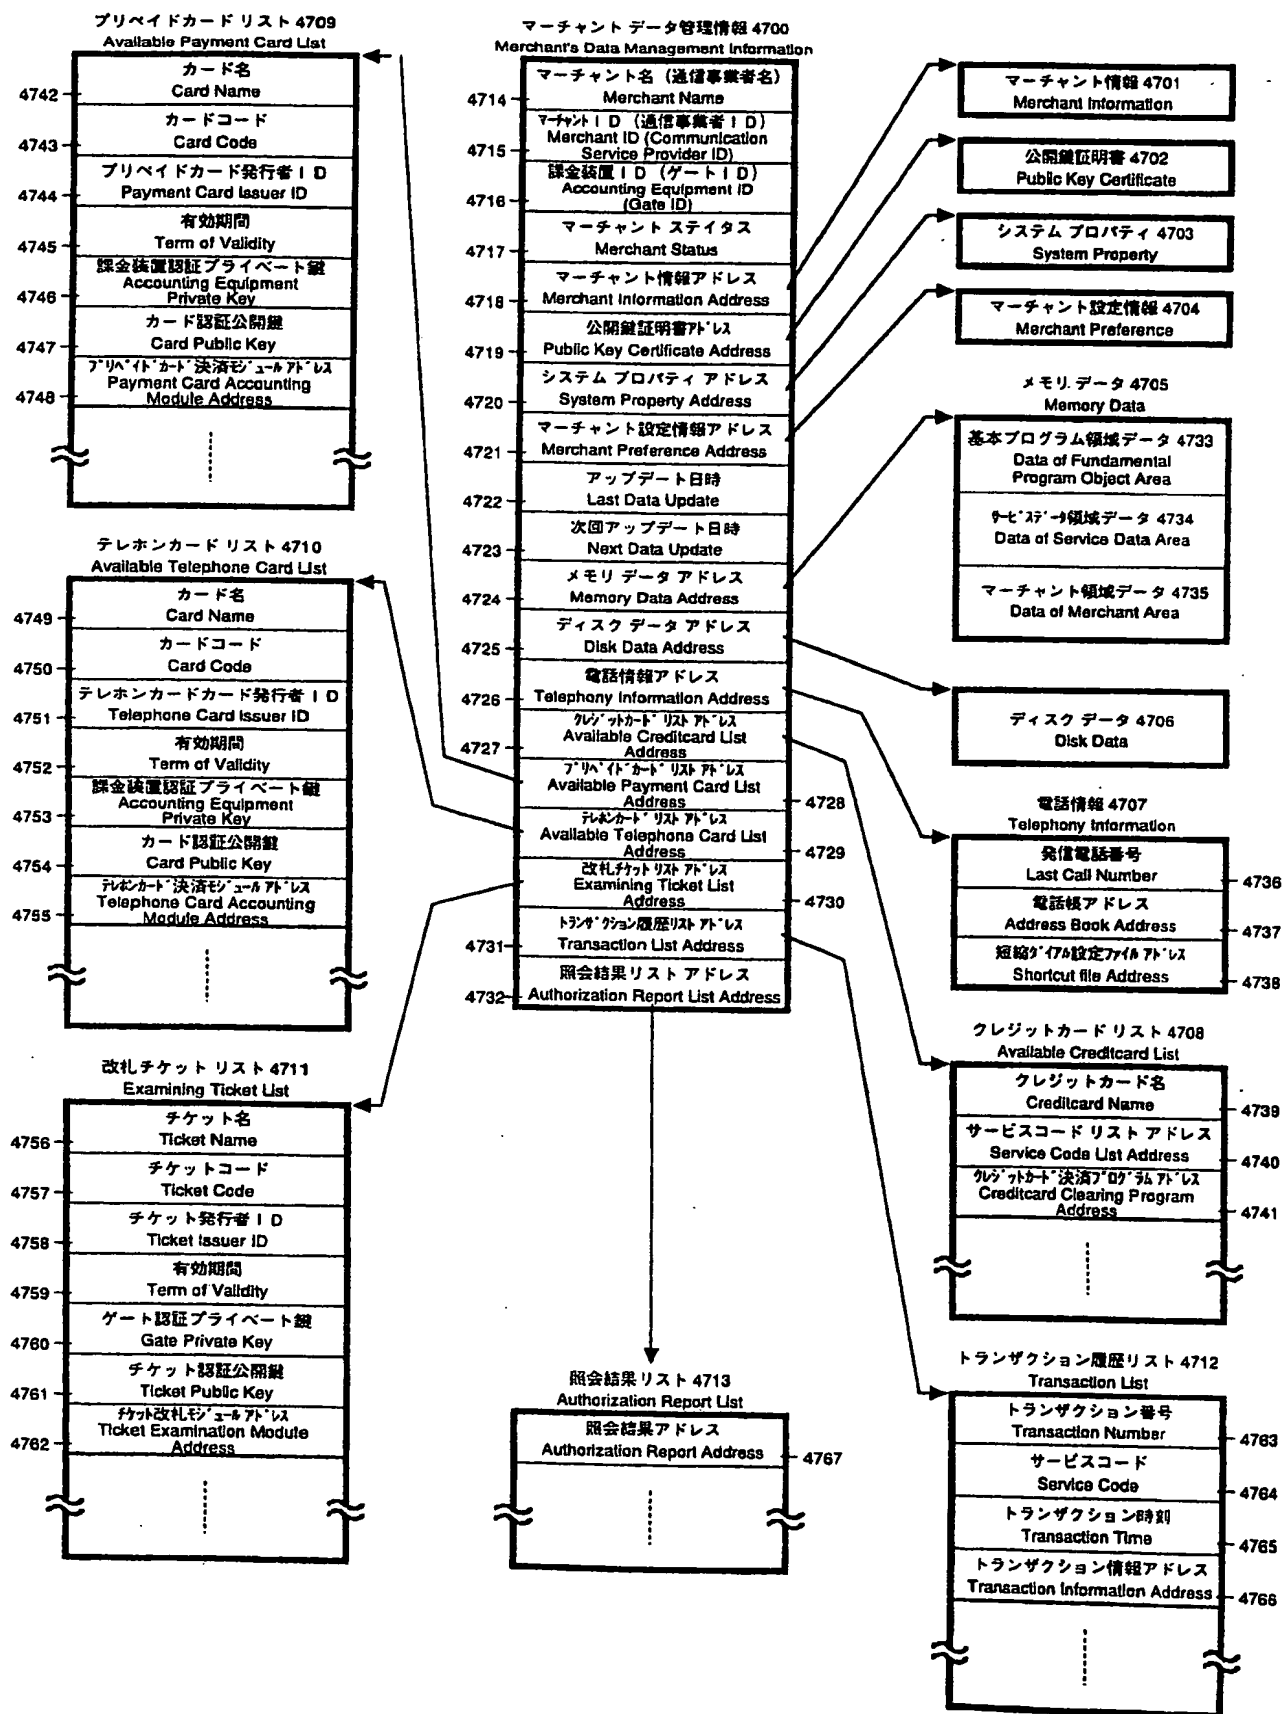 プリペイドカード リスト 4709
Available Payment Card List
カード名
Card Name
4742
カードコード
Card Code
4743
プリペイドカード発行者ID
Payment Card Issuer ID
4744
有効期間
Term of Validity
4745
課金装置認証プライベート鍵
Accounting Equipment
Private Key
4746
カード認証公開鍵
Card Public Key
4747
プリペイドカード決済モジュールアドレス
Payment Card Accounting
Module Address
4748
テレホンカード リスト 4710
Available Telephone Card List
カード名
Card Name
4749
カードコード
Card Code
4750
テレホンカードカード発行者ID
Telephone Card Issuer ID
4751
有効期間
Term of Validity
4752
課金装置認証プライベート鍵
Accounting Equipment
Private Key
4753
カード認証公開鍵
Card Public Key
4754
テレホンカード決済モジュールアドレス
Telephone Card Accounting
Module Address
4755
改札チケット リスト 4711
Examining Ticket List
チケット名
Ticket Name
4756
チケットコード
Ticket Code
4757
チケット発行者ID
Ticket Issuer ID
4758
有効期間
Term of Validity
4759
ゲート認証プライベート鍵
Gate Private Key
4760
チケット認証公開鍵
Ticket Public Key
4761
チケット改札モジュールアドレス
Ticket Examination Module
Address
4762
マーチャント データ管理情報 4700
Merchant's Data Management Information
マーチャント名(通信事業者名)
Merchant Name
4714
マーチャントID(通信事業者ID)
Merchant ID (Communication
Service Provider ID)
4715
課金装置ID(ゲートID)
Accounting Equipment ID
(Gate ID)
4716
マーチャント ステイタス
Merchant Status
4717
マーチャント情報アドレス
Merchant Information Address
4718
公開鍵証明書アドレス
Public Key Certificate Address
4719
システム プロパティ アドレス
System Property Address
4720
マーチャント設定情報アドレス
Merchant Preference Address
4721
アップデート日時
Last Data Update
4722
次回アップデート日時
Next Data Update
4723
メモリ データ アドレス
Memory Data Address
4724
ディスク データ アドレス
Disk Data Address
4725
電話情報アドレス
Telephony Information Address
4726
クレジットカード リスト アドレス
Available Creditcard List
Address
4727
プリペイドカード リスト アドレス
Available Payment Card List
Address
4728
テレホンカード リスト アドレス
Available Telephone Card List
Address
4729
改札チケット リスト アドレス
Examining Ticket List
Address
4730
トランザクション履歴リスト アドレス
Transaction List Address
4731
照会結果リスト アドレス
Authorization Report List Address
4732
照会結果リスト 4713
Authorization Report List
照会結果アドレス
Authorization Report Address
4767
マーチャント情報 4701
Merchant Information
公開鍵証明書 4702
Public Key Certificate
システム プロパティ 4703
System Property
マーチャント設定情報 4704
Merchant Preference
メモリ データ 4705
Memory Data
基本プログラム領域データ 4733
Data of Fundamental
Program Object Area
サービスデータ領域データ 4734
Data of Service Data Area
マーチャント領域データ 4735
Data of Merchant Area
ディスク データ 4706
Disk Data
電話情報 4707
Telephony Information
発信電話番号
Last Call Number
4736
電話帳アドレス
Address Book Address
4737
短縮ダイアル設定ファイル アドレス
Shortcut file Address
4738
クレジットカード リスト 4708
Available Creditcard List
クレジットカード名
Creditcard Name
4739
サービスコード リスト アドレス
Service Code List Address
4740
クレジットカード決済プログラム アドレス
Creditcard Clearing Program
Address
4741
トランザクション履歴リスト 4712
Transaction List
トランザクション番号
Transaction Number
4763
サービスコード
Service Code
4764
トランザクション時刻
Transaction Time
4765
トランザクション情報アドレス
Transaction Information Address
4766